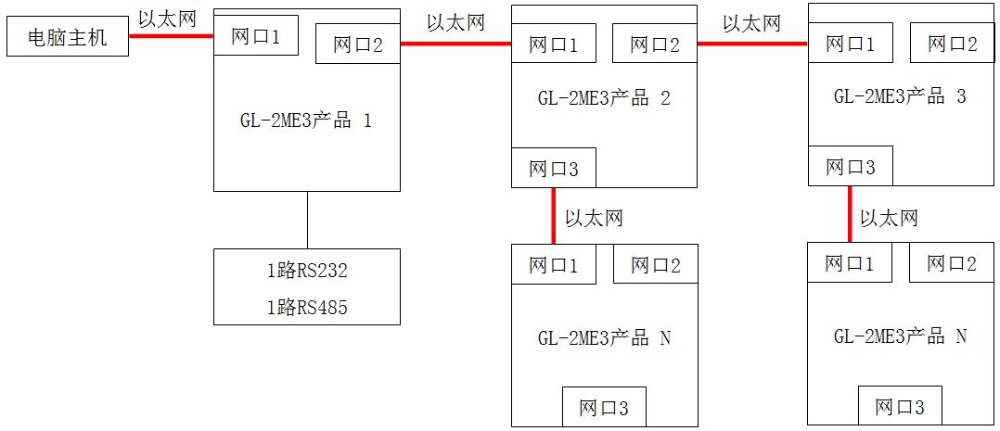 电脑主机
以太网
网口1
网口2
GL-2ME3产品 1
1路RS232
1路RS485
以太网
网口1
网口2
GL-2ME3产品 2
网口3
以太网
网口1
网口2
GL-2ME3产品 3
网口3
以太网
网口1
网口2
GL-2ME3产品 N
网口3
以太网
网口1
网口2
GL-2ME3产品 N
网口3